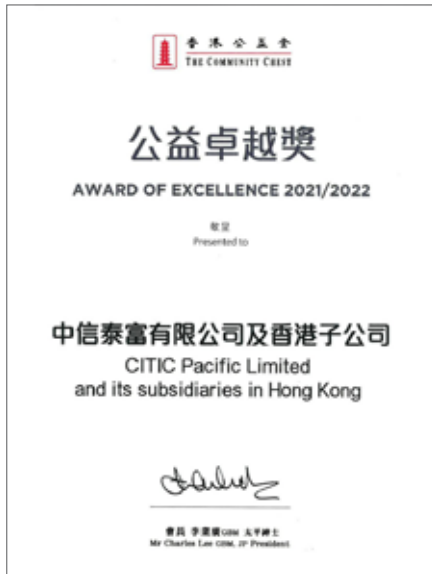 香港公益金
THE COMMUNITY CHEST
公益卓越獎
AWARD OF EXCELLENCE 2021/2022
敬呈
Presented to
中信泰富有限公司及香港子公司
CITIC Pacific Limited
and its subsidiaries in Hong Kong
會長 李業廣GBM 太平紳士
Mr Charles Lee GBM, JP President